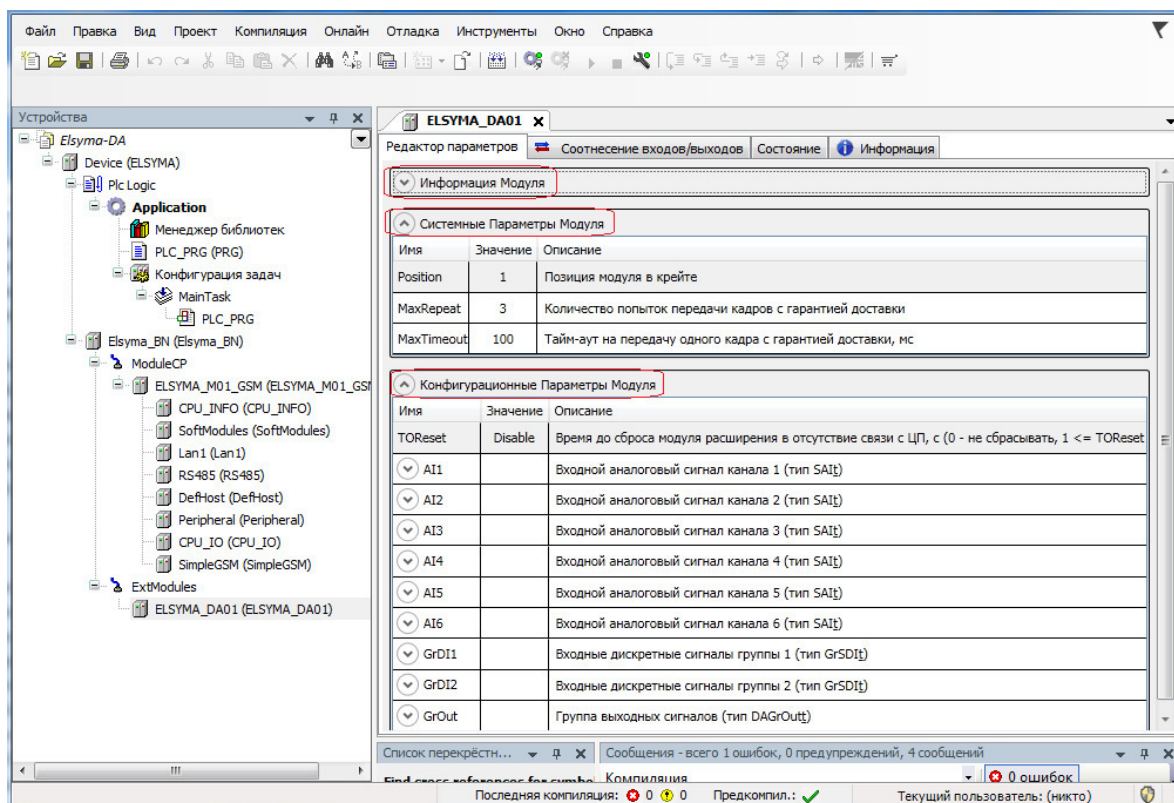 Файл Правка Вид Проект Компиляция Онлайн Отладка Инструменты Окно Справка
Устройства
Elsyma-DA
Device (ELSYMA)
Plc Logic
Application
Менеджер библиотек
PLC_PRG (PRG)
Конфигурация задач
MainTask
PLC_PRG
Elsyma_BN (Elsyma_BN)
ModuleCP
ELSYMA_M01_GSM (ELSYMA_M01_GSM
CPU_INFO (CPU_INFO)
SoftModules (SoftModules)
Lan1 (Lan1)
RS485 (RS485)
DefHost (DefHost)
Peripheral (Peripheral)
CPU_IO (CPU_IO)
SimpleGSM (SimpleGSM)
ExtModules
ELSYMA_DA01 (ELSYMA_DA01)
ELSYMA_DA01
Редактор параметров Соотнесение входов/выходов Состояние Информация
Информация Модуля
Системные Параметры Модуля
Имя Значение Описание
Position 1 Позиция модуля в крейте
MaxRepeat 3 Количество попыток передачи кадров с гарантией доставки
MaxTimeout 100 Тайм-аут на передачу одного кадра с гарантией доставки, мс
Конфигурационные Параметры Модуля
Имя Значение Описание
TOReset Disable Время до сброса модуля расширения в отсутствие связи с ЦП, с (0 - не сбрасывать, 1 <= TOReset
AI1 Входной аналоговый сигнал канала 1 (тип SAIt)
AI2 Входной аналоговый сигнал канала 2 (тип SAIt)
AI3 Входной аналоговый сигнал канала 3 (тип SAIt)
AI4 Входной аналоговый сигнал канала 4 (тип SAIt)
AI5 Входной аналоговый сигнал канала 5 (тип SAIt)
AI6 Входной аналоговый сигнал канала 6 (тип SAIt)
GrDI1 Входные дискретные сигналы группы 1 (тип GrSDIt)
GrDI2 Входные дискретные сигналы группы 2 (тип GrSDIt)
GrOut Группа выходных сигналов (тип DAGrOutt)
Список перекрёстн... Сообщения - всего 1 ошибок, 0 предупреждений, 4 сообщений
Find cross references for symbo Компиляция 0 ошибок
Последняя компиляция: 0 0 Предкомпил.: Текущий пользователь: (никто)